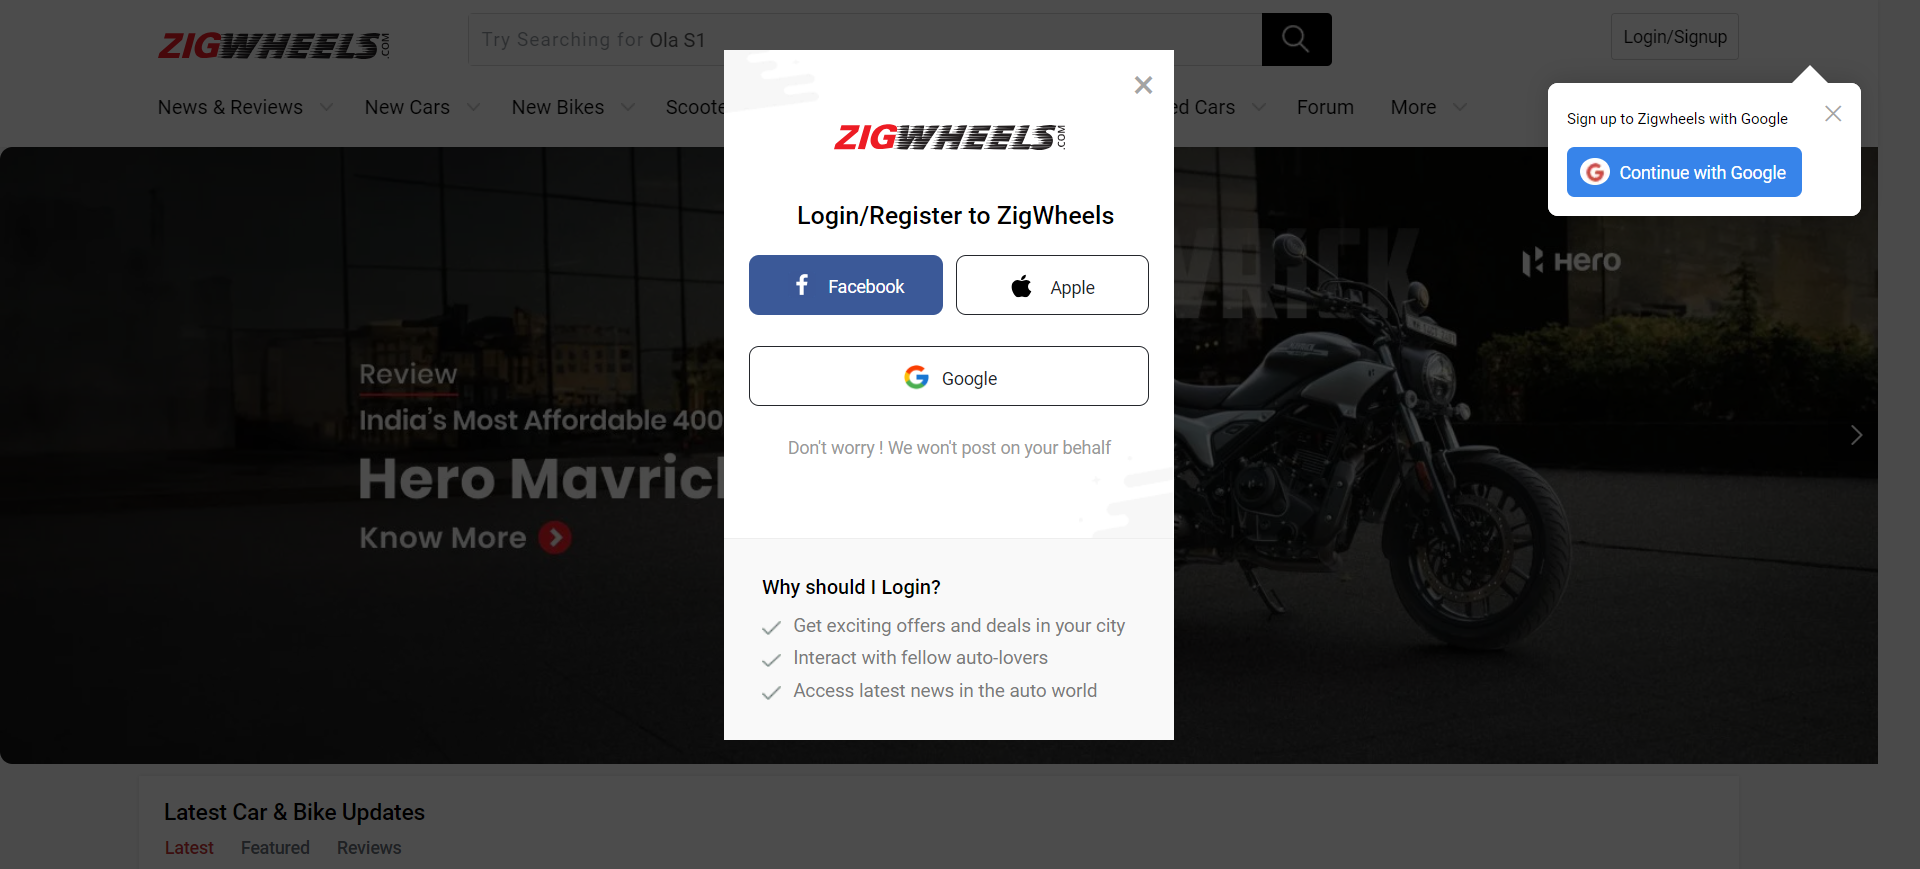 ZIGWHEELS.COM
Try Searching for Ola S1
Login/Signup
News & Reviews
New Cars
New Bikes
Cars
Forum
More
Sign up to Zigwheels with Google
Continue with Google
ZIGWHEELS.COM
Login/Register to ZigWheels
Facebook
Apple
Google
Don't worry ! We won't post on your behalf
Why should I Login?
Get exciting offers and deals in your city
Interact with fellow auto-lovers
Access latest news in the auto world
Hero
Review
India's Most Affordable 400
Hero Mavric
Know More
Latest Car & Bike Updates
Latest
Featured
Reviews